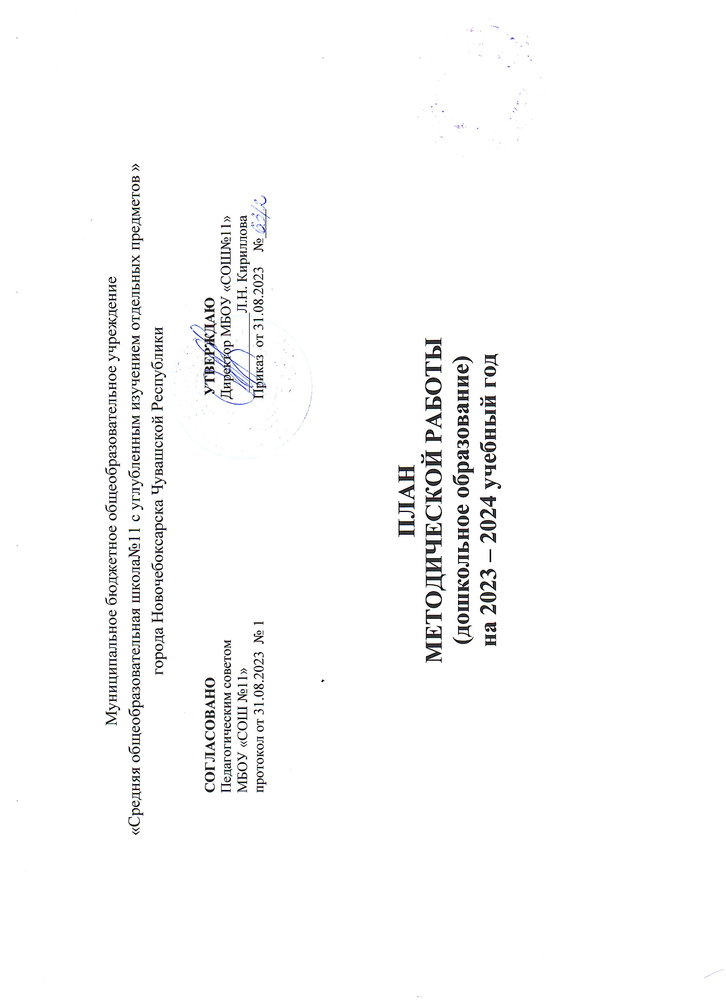 Муниципальное бюджетное общеобразовательное учреждение
«Средняя общеобразовательная школа№11 с углубленным изучением отдельных предметов »
города Новочебоксарска Чувашской Республики
СОГЛАСОВАНО
Педагогическим советом
МБОУ «СОШ №11»
протокол от 31.08.2023 № 1
УТВЕРЖДАЮ
Директор МБОУ «СОШ№11»
Л.Н. Кириллова
Приказ от 31.08.2023 №
ПЛАН
МЕТОДИЧЕСКОЙ РАБОТЫ
(дошкольное образование)
на 2023 – 2024 учебный год